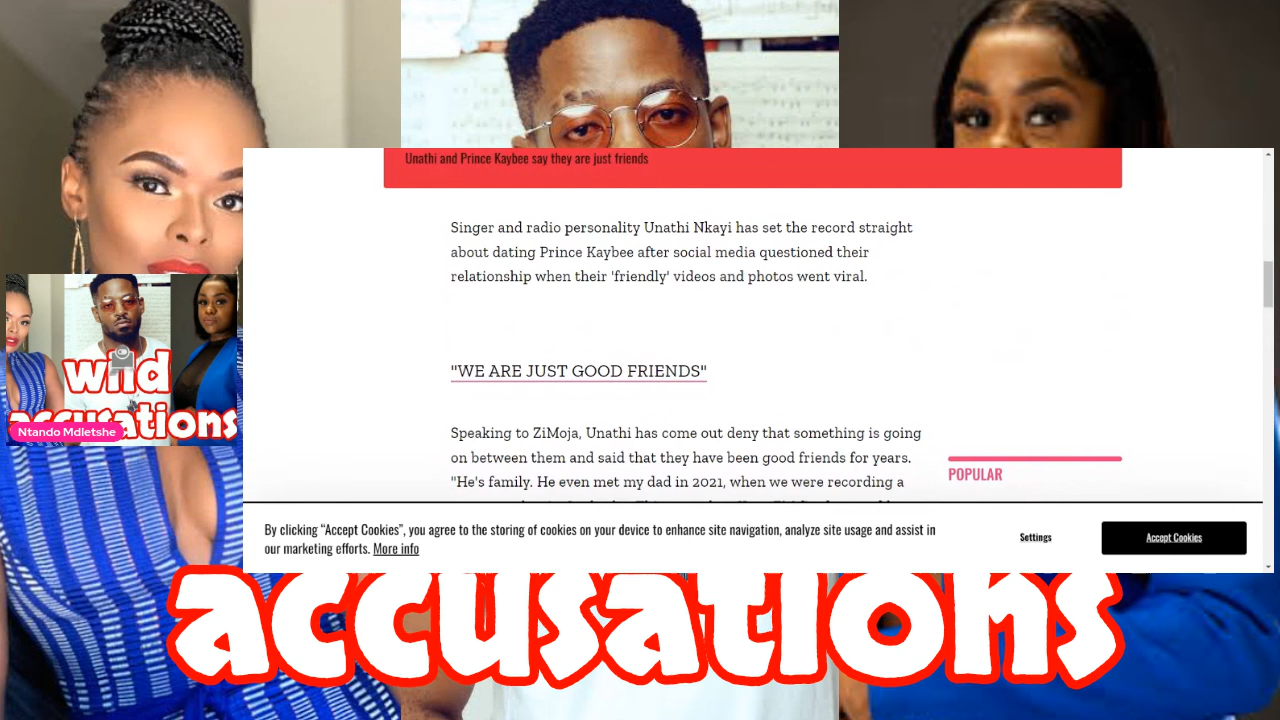 Unathi and Prince Kaybee say they are just friends
Singer and radio personality Unathi Nkayi has set the record straight
about dating Prince Kaybee after social media questioned their
relationship when their 'friendly' videos and photos went viral.
"WE ARE JUST GOOD FRIENDS"
Speaking to ZiMoja, Unathi has come out deny that something is going
on between them and said that they have been good friends for years.
"He's family. He even met my dad in 2021, when we were recording a
POPULAR
By clicking “Accept Cookies”, you agree to the storing of cookies on your device to enhance site navigation, analyze site usage and assist in
our marketing efforts. More info
Settings
Accept Cookies
wild
accusations
Ntando Mdletshe
accusations